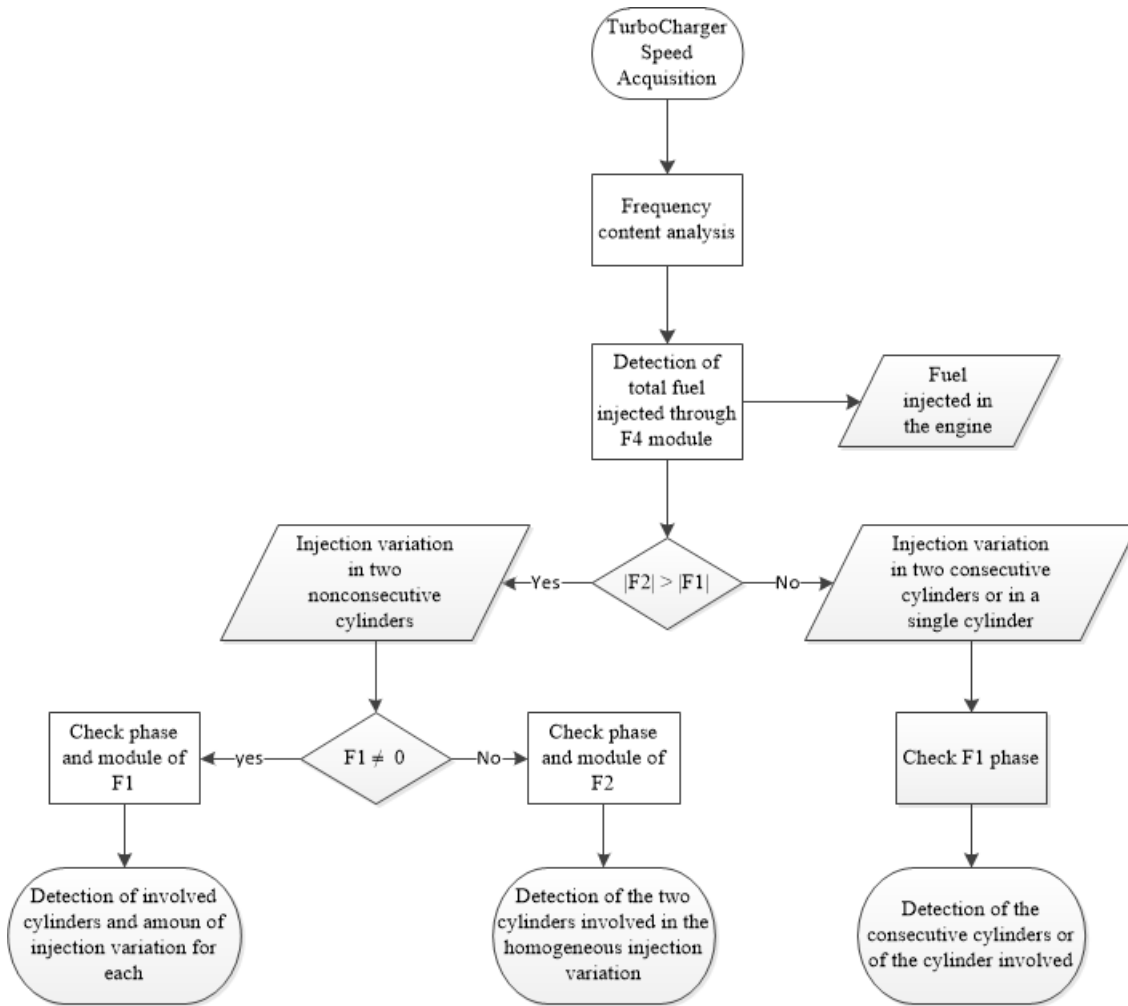 TurboCharger
Speed
Acquisition
Frequency
content analysis
Detection of
total fuel
injected through
F4 module
Fuel
injected in
the engine
|F2| > |F1|
Yes
No
Injection variation
in two
nonconsecutive
cylinders
Injection variation
in two consecutive
cylinders or in a
single cylinder
F1 ≠ 0
yes
No
Check phase
and module of
F1
Check phase
and module of
F2
Check F1 phase
Detection of involved
cylinders and amoun of
injection variation for
each
Detection of the two
cylinders involved in the
homogeneous injection
variation
Detection of the
consecutive cylinders or
of the cylinder involved